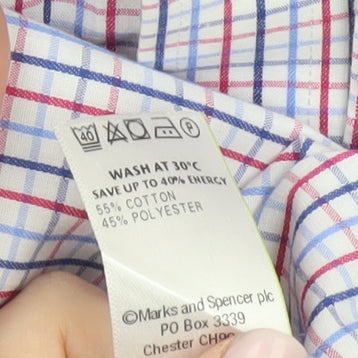 40 P
WASH AT 30°C
SAVE UP TO 40% ENERGY
55% COTTON
45% POLYESTER
©Marks and Spencer plc
PO Box 3339
Chester